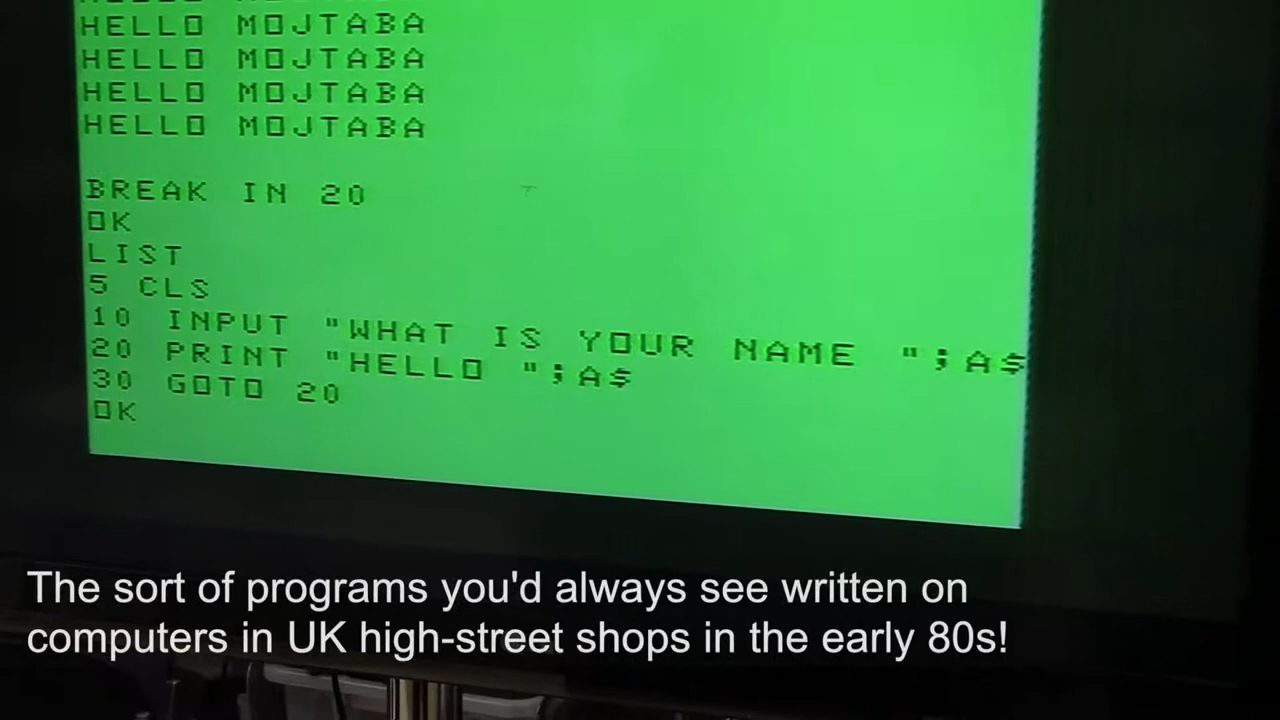 HELLO MOJTABA
HELLO MOJTABA
HELLO MOJTABA
HELLO MOJTABA
BREAK IN 20
OK
LIST
5 CLS
10 INPUT "WHAT IS YOUR NAME ";A$
20 PRINT "HELLO ";A$
30 GOTO 20
OK
The sort of programs you'd always see written on
computers in UK high-street shops in the early 80s!